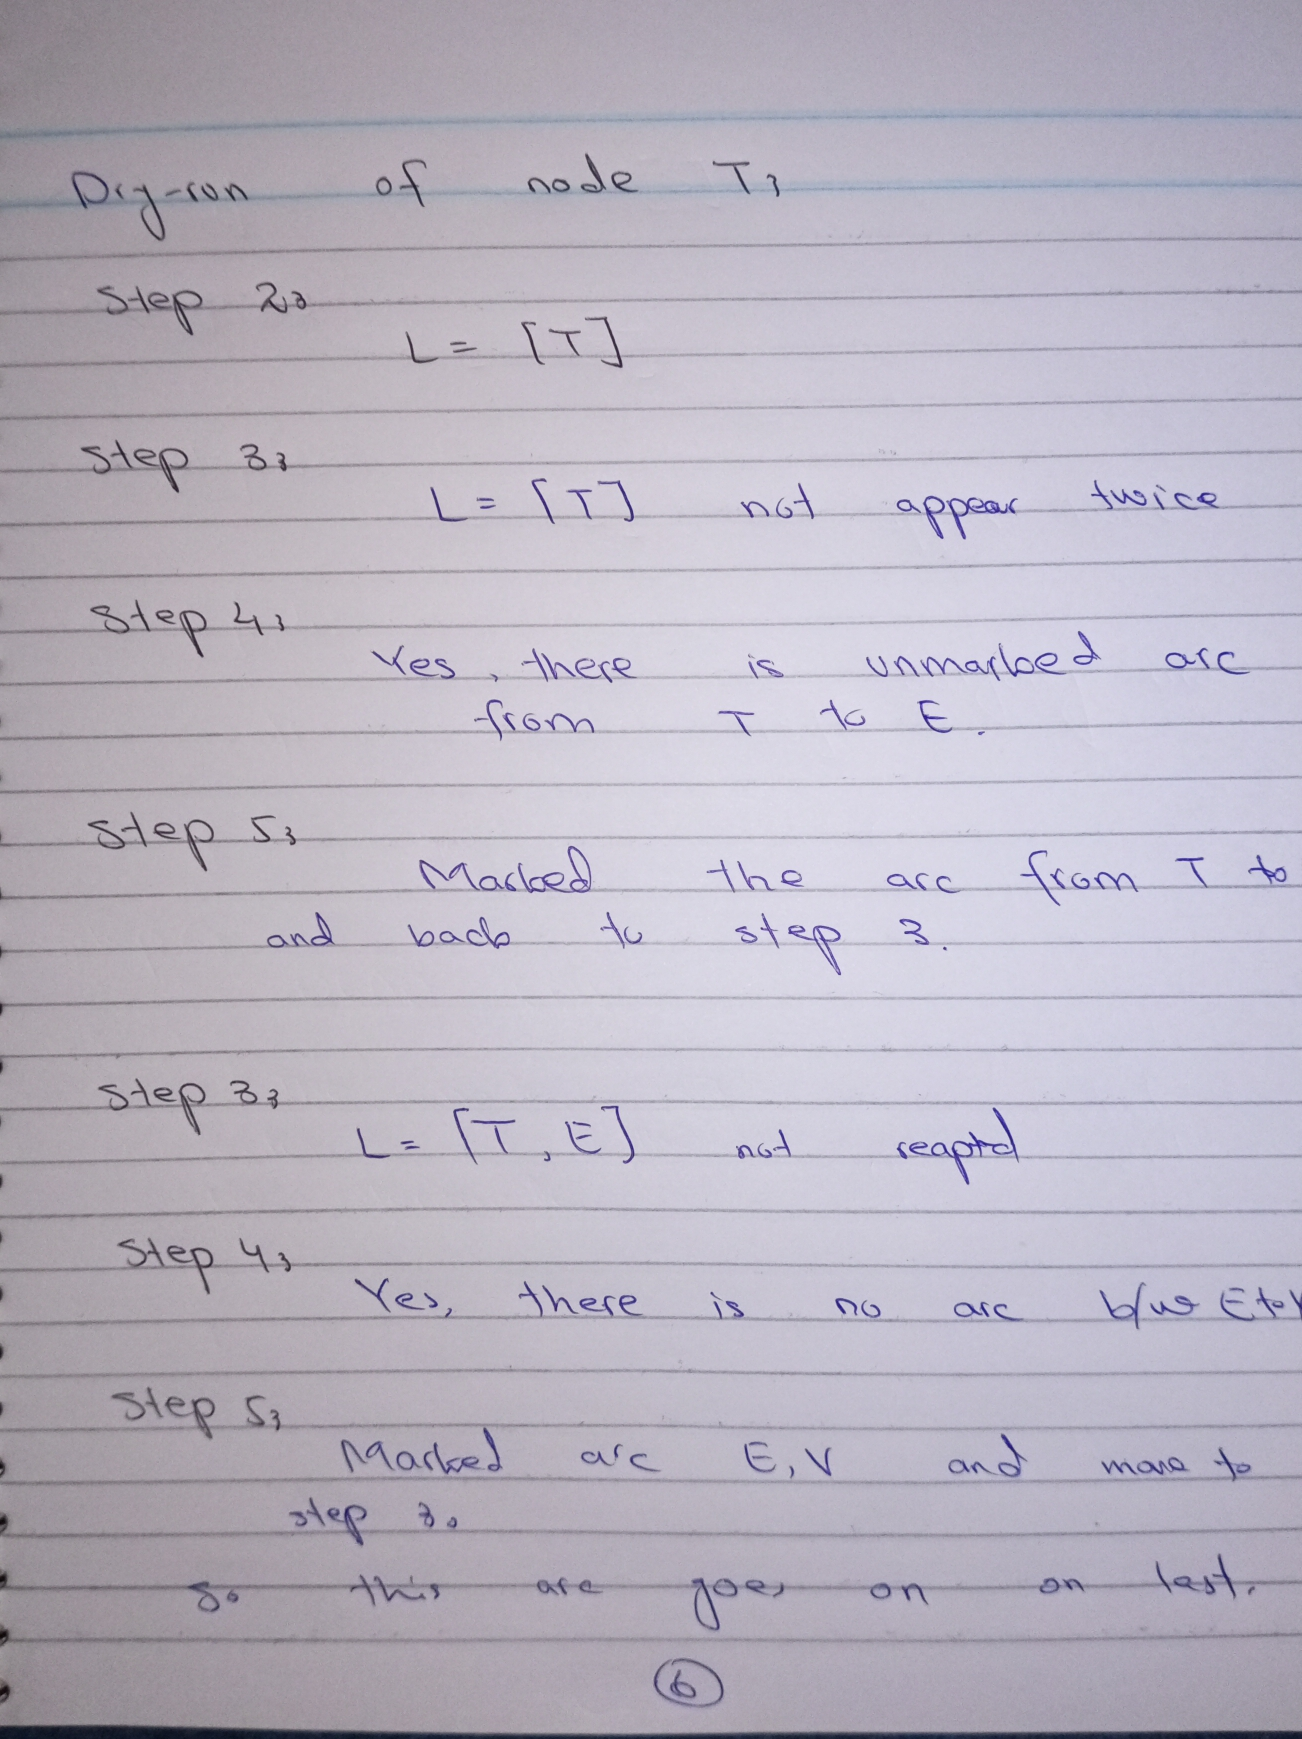 Dry-run of node T:
Step 2:
L = [T]
Step 3:
L = [T] not appear twice
Step 4:
Yes, there is unmarked arc
from T to E.
Step 5:
Marked the arc from T to
and back to step 3.
Step 3:
L = [T, E] not reaptd
Step 4:
Yes, there is no arc b/w E to V
Step 5:
Marked arc E, V and move to
step 3.
So this are goes on on last.
6